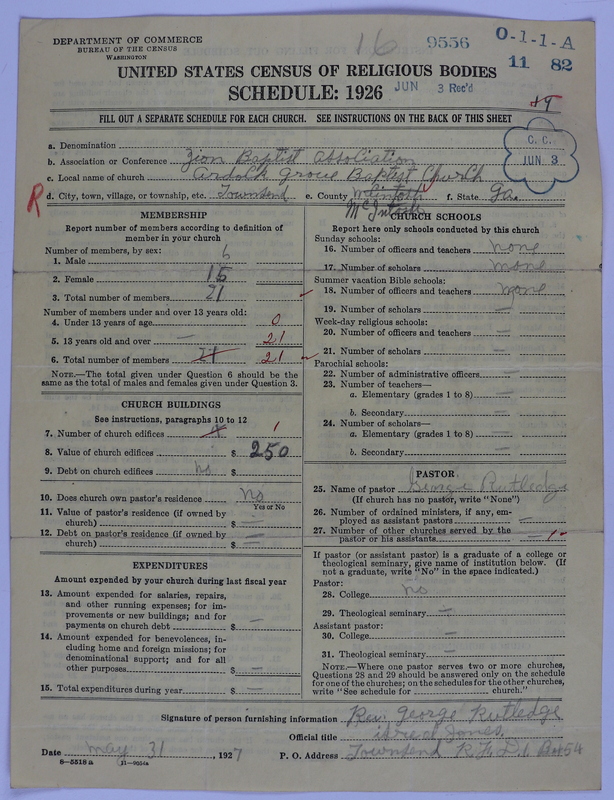 DEPARTMENT OF COMMERCE
BUREAU OF THE CENSUS
WASHINGTON
16
9556
O-1-1-A
11 82
UNITED STATES CENSUS OF RELIGIOUS BODIES
SCHEDULE: 1926
JUN 3 Rec'd
FILL OUT A SEPARATE SCHEDULE FOR EACH CHURCH. SEE INSTRUCTIONS ON THE BACK OF THIS SHEET
C. C.
JUN. 3
a. Denomination
b. Association or Conference Zion Baptist Association
c. Local name of church Ardoch Grove Baptist Church
R d. City, town, village, or township, etc. Townsend e. County McIntosh f. State Ga.
McIntosh
MEMBERSHIP
Report number of members according to definition of
member in your church
Number of members, by sex:
1. Male 6
2. Female 15
3. Total number of members 21
Number of members under and over 13 years old:
4. Under 13 years of age 0
5. 13 years old and over — 21
6. Total number of members 21 21
NOTE.—The total given under Question 6 should be
the same as the total of males and females given under Question 3.
CHURCH BUILDINGS
See instructions, paragraphs 10 to 12
7. Number of church edifices 1
8. Value of church edifices $ 250
9. Debt on church edifices no $
10. Does church own pastor's residence No
Yes or No
11. Value of pastor's residence (if owned by
church) $ —
12. Debt on pastor's residence (if owned by
church) $ —
EXPENDITURES
Amount expended by your church during last fiscal year
13. Amount expended for salaries, repairs,
and other running expenses; for im-
provements or new buildings; and for
payments on church debt $ —
14. Amount expended for benevolences, in-
cluding home and foreign missions; for
denominational support; and for all
other purposes $ —
15. Total expenditures during year $ —
CHURCH SCHOOLS
Report here only schools conducted by this church
Sunday schools:
16. Number of officers and teachers none
17. Number of scholars none
Summer vacation Bible schools:
18. Number of officers and teachers none
19. Number of scholars —
Week-day religious schools:
20. Number of officers and teachers —
21. Number of scholars —
Parochial schools:
22. Number of administrative officers —
23. Number of teachers—
a. Elementary (grades 1 to 8) —
b. Secondary —
24. Number of scholars—
a. Elementary (grades 1 to 8) —
b. Secondary —
PASTOR
25. Name of pastor George Rutledge
(If church has no pastor, write "None")
26. Number of ordained ministers, if any, em-
ployed as assistant pastors —
27. Number of other churches served by the
pastor or his assistants — 1
If pastor (or assistant pastor) is a graduate of a college or
theological seminary, give name of institution below. (If
not a graduate, write "No" in the space indicated.)
Pastor:
28. College No
29. Theological seminary —
Assistant pastor:
30. College —
31. Theological seminary —
NOTE.—Where one pastor serves two or more churches,
Questions 28 and 29 should be answered only on the schedule
for one of the churches; on the schedules for the other churches,
write "See schedule for church."
Signature of person furnishing information Rev. George Rutledge
Official title Jones
Date May 31, 1927 P. O. Address Townsend R.F.D.1 Box 54
8-5518 a 11-9054a